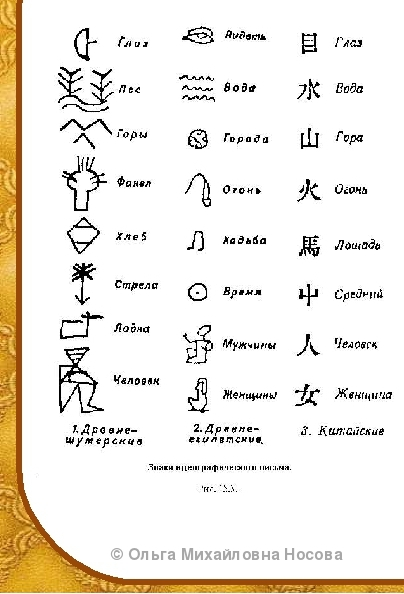 Глаз Видеть 目 Глаз
Лес Вода 水 Вода
Горы Города 山 Гора
Факел Огонь 火 Огонь
Хлеб Ходьба 馬 Лошадь
Стрела Время 中 Средний
Лодка Мужчины 人 Человек
Человек Женщины 女 Женщина
1. Древне- 2. Древне- 3. Китайские
шумерские египетские
Знаки идеографического письма.
© Ольга Михайловна Носова